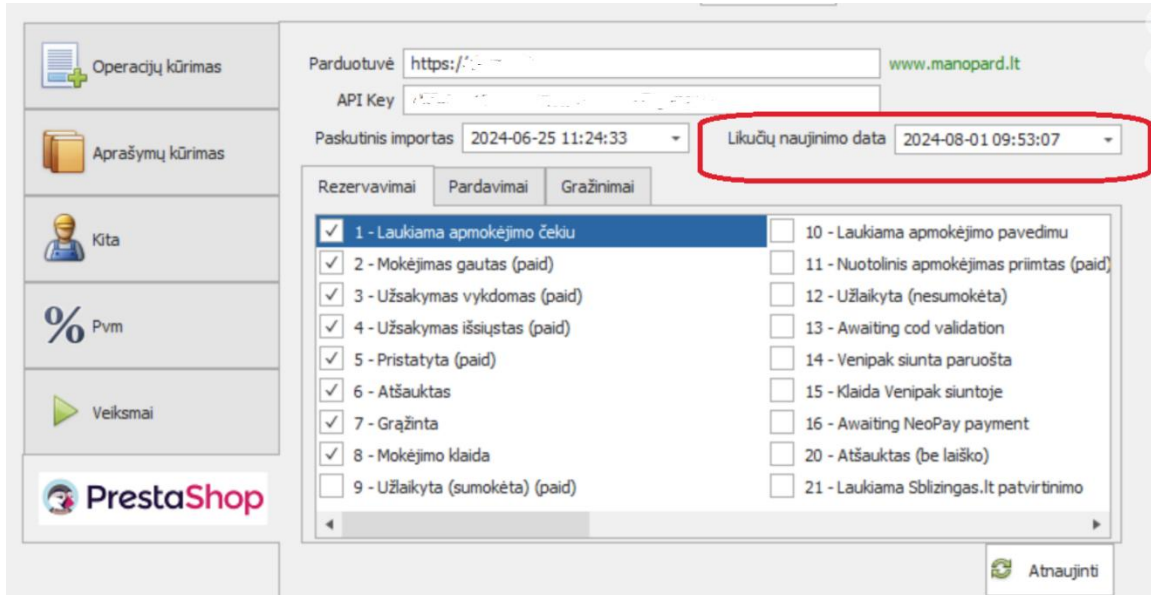 Operacijų kūrimas
Aprašymų kūrimas
Kita
% Pvm
Veiksmai
PrestaShop
Parduotuvė https:/
www.manopard.lt
API Key
Paskutinis importas 2024-06-25 11:24:33
Likučių naujinimo data 2024-08-01 09:53:07
Rezervavimai Pardavimai Gražinimai
1 - Laukiama apmokėjimo čekiu
2 - Mokėjimas gautas (paid)
3 - Užsakymas vykdomas (paid)
4 - Užsakymas išsiųstas (paid)
5 - Pristatyta (paid)
6 - Atšauktas
7 - Grąžinta
8 - Mokėjimo klaida
9 - Užlaikyta (sumokėta) (paid)
10 - Laukiama apmokėjimo pavedimu
11 - Nuotolinis apmokėjimas priimtas (paid)
12 - Užlaikyta (nesumokėta)
13 - Awaiting cod validation
14 - Venipak siunta paruošta
15 - Klaida Venipak siuntoje
16 - Awaiting NeoPay payment
20 - Atšauktas (be laiško)
21 - Laukiama Sblizingas.lt patvirtinimo
Atnaujinti